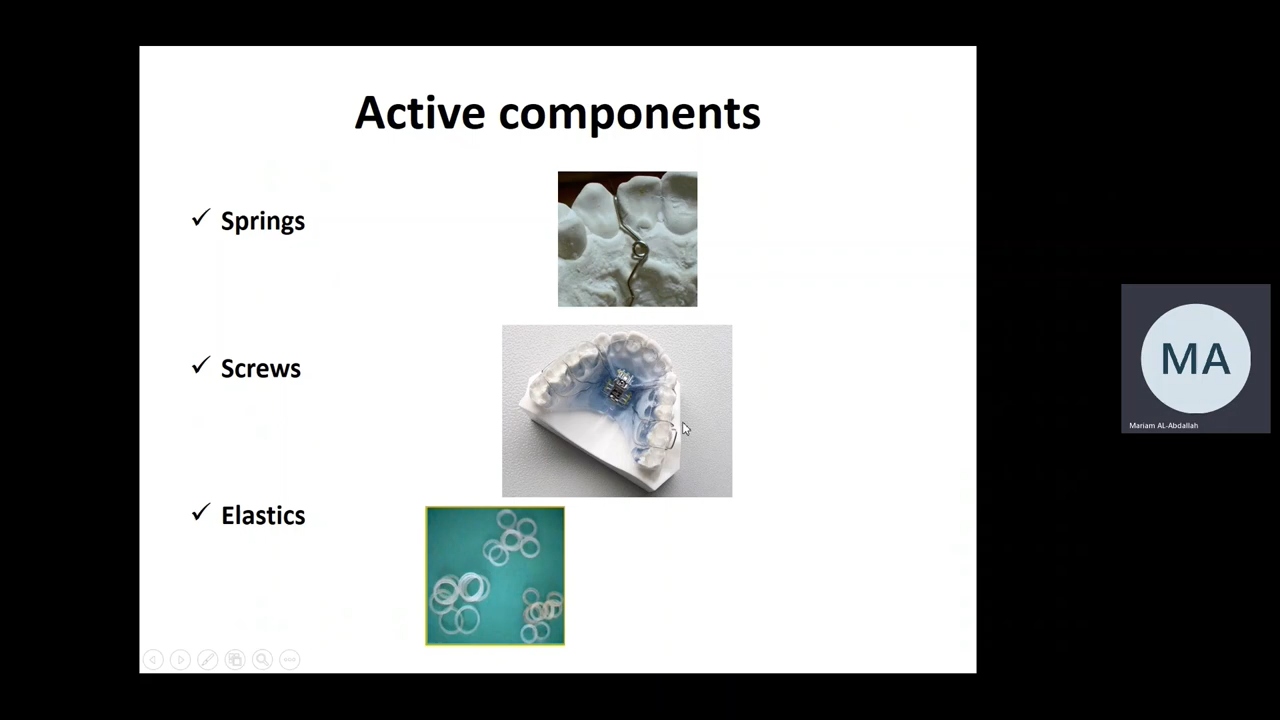 Active components
✓ Springs
✓ Screws
✓ Elastics
MA
Mariam AL-Abdallah